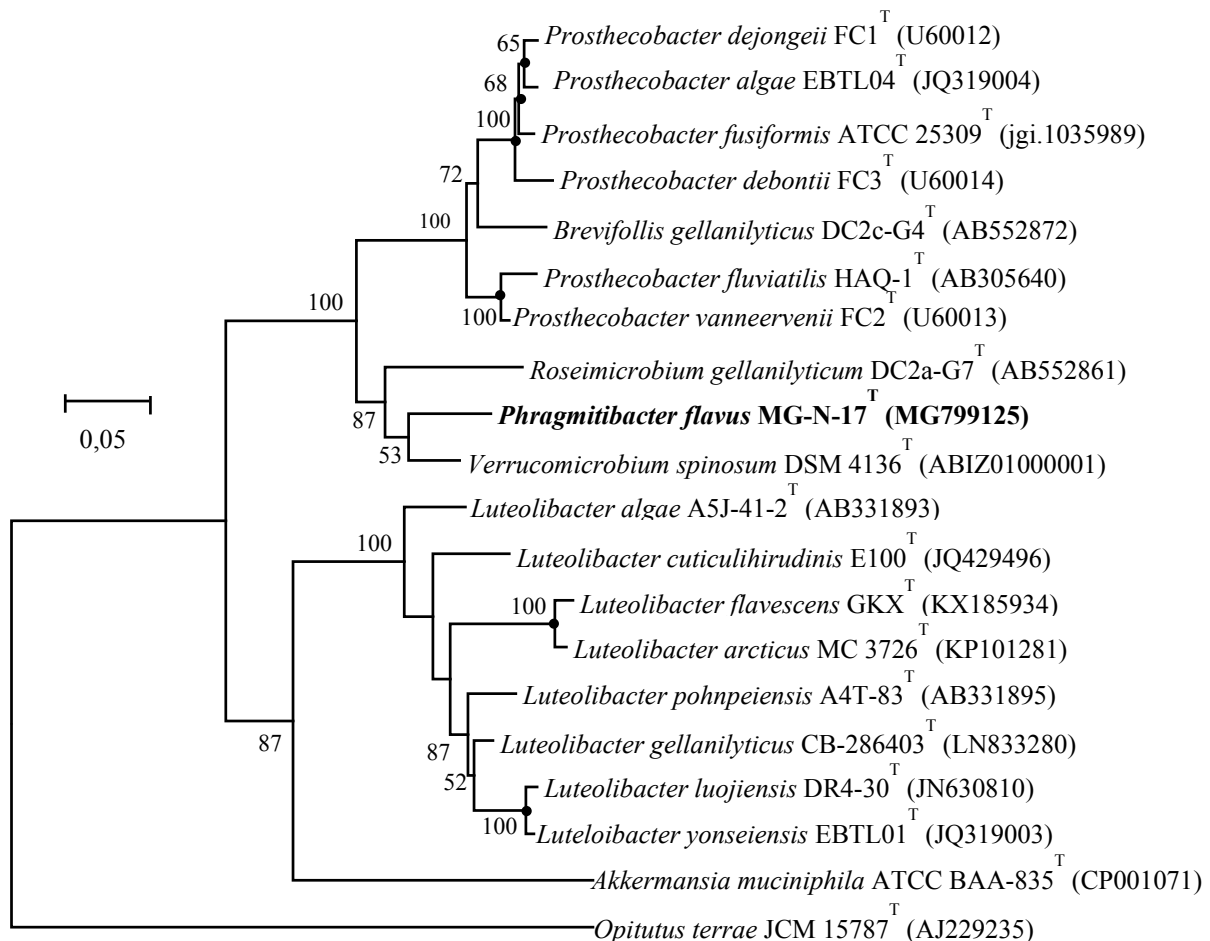 65 Prosthecobacter dejongeii FC1T (U60012)
68 Prosthecobacter algae EBTL04T (JQ319004)
100 Prosthecobacter fusiformis ATCC 25309T (jgi.1035989)
72 Prosthecobacter debontii FC3T (U60014)
100 Brevifollis gellanilyticus DC2c-G4T (AB552872)
Prosthecobacter fluviatilis HAQ-1T (AB305640)
100
100 Prosthecobacter vanneervenii FC2T (U60013)
Roseimicrobium gellanilyticum DC2a-G7T (AB552861)
87 Phragmitibacter flavus MG-N-17T (MG799125)
0,05
53 Verrucomicrobium spinosum DSM 4136T (ABIZ01000001)
Luteolibacter algae A5J-41-2T (AB331893)
100
Luteolibacter cuticulihirudinis E100T (JQ429496)
100 Luteolibacter flavescens GKXT (KX185934)
Luteolibacter arcticus MC 3726T (KP101281)
Luteolibacter pohnpeiensis A4T-83T (AB331895)
87
87 Luteolibacter gellanilyticus CB-286403T (LN833280)
52 Luteolibacter luojiensis DR4-30T (JN630810)
100 Luteloibacter yonseiensis EBTL01T (JQ319003)
Akkermansia muciniphila ATCC BAA-835T (CP001071)
Opitutus terrae JCM 15787T (AJ229235)